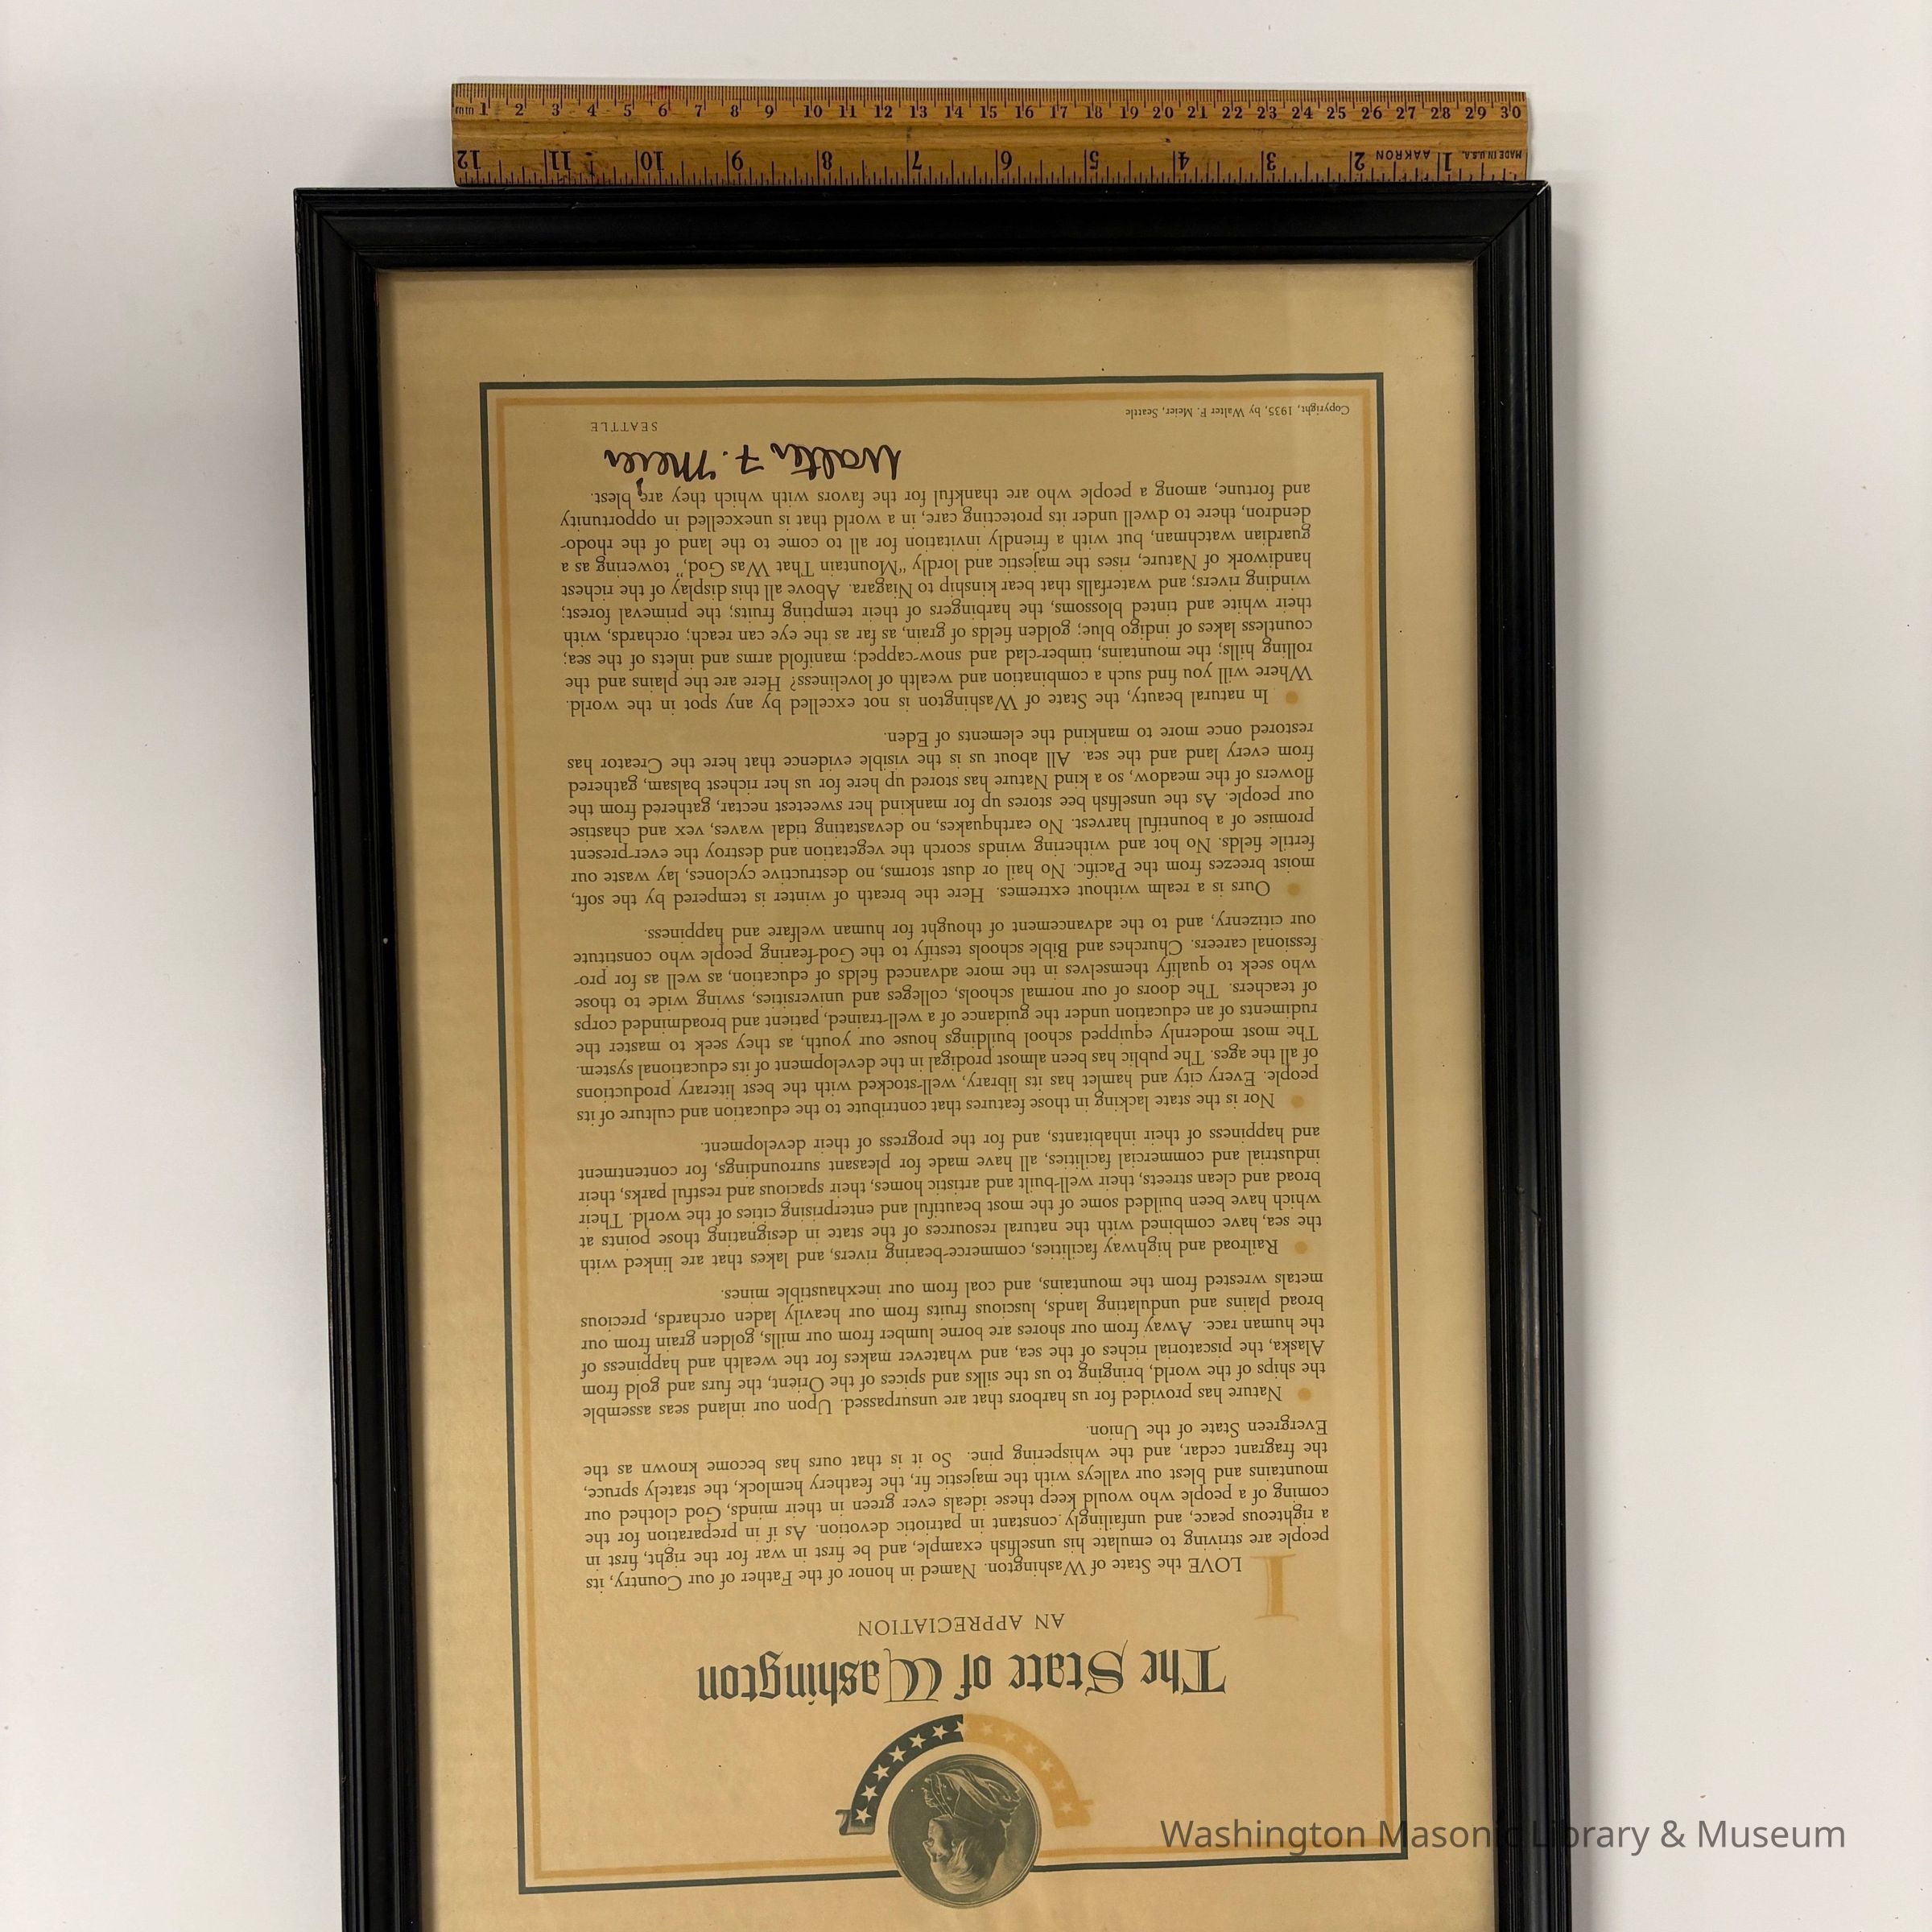 The State of Washington
AN APPRECIATION
I LOVE the State of Washington. Named in honor of the Father of our Country, its
people are striving to emulate his unselfish example, and be first in war for the right, first in
a righteous peace, and unfailingly constant in patriotic devotion. As if in preparation for the
coming of a people who would keep these ideals ever green in their minds, God clothed our
mountains and blest our valleys with the majestic fir, the feathery hemlock, the stately spruce,
the fragrant cedar, and the whispering pine. So it is that ours has become known as the
Evergreen State of the Union.
Nature has provided for us harbors that are unsurpassed. Upon our inland seas assemble
the ships of the world, bringing to us the silks and spices of the Orient, the furs and gold from
Alaska, the piscatorial riches of the sea, and whatever makes for the wealth and happiness of
the human race. Away from our shores are borne lumber from our mills, golden grain from our
broad plains and undulating lands, luscious fruits from our heavily laden orchards, precious
metals wrested from the mountains, and coal from our inexhaustible mines.
Railroad and highway facilities, commerce-bearing rivers, and lakes that are linked with
the sea, have combined with the natural resources of the state in designating those points at
which have been builded some of the most beautiful and enterprising cities of the world. Their
broad and clean streets, their well-built and artistic homes, their spacious and restful parks, their
industrial and commercial facilities, all have made for pleasant surroundings, for contentment
and happiness of their inhabitants, and for the progress of their development.
Nor is the state lacking in those features that contribute to the education and culture of its
people. Every city and hamlet has its library, well-stocked with the best literary productions
of all the ages. The public has been almost prodigal in the development of its educational system.
The most modernly equipped school buildings house our youth, as they seek to master the
rudiments of an education under the guidance of a well-trained, patient and broadminded corps
of teachers. The doors of our normal schools, colleges and universities, swing wide to those
who seek to qualify themselves in the more advanced fields of education, as well as for pro-
fessional careers. Churches and Bible schools testify to the God-fearing people who constitute
our citizenry, and to the advancement of thought for human welfare and happiness.
Ours is a realm without extremes. Here the breath of winter is tempered by the soft,
moist breezes from the Pacific. No hail or dust storms, no destructive cyclones, lay waste our
fertile fields. No hot and withering winds scorch the vegetation and destroy the ever-present
promise of a bountiful harvest. No earthquakes, no devastating tidal waves, vex and chastise
our people. As the unselfish bee stores up for mankind her sweetest nectar, gathered from the
flowers of the meadow, so a kind Nature has stored up here for us her richest balsam, gathered
from every land and the sea. All about us is the visible evidence that here the Creator has
restored once more to mankind the elements of Eden.
In natural beauty, the State of Washington is not excelled by any spot in the world.
Where will you find such a combination and wealth of loveliness? Here are the plains and the
rolling hills; the mountains, timber-clad and snow-capped; manifold arms and inlets of the sea;
countless lakes of indigo blue; golden fields of grain, as far as the eye can reach; orchards, with
their white and tinted blossoms, the harbingers of their tempting fruits; the primeval forest;
winding rivers; and waterfalls that bear kinship to Niagara. Above all this display of the richest
handiwork of Nature, rises the majestic and lordly "Mountain That Was God," towering as a
guardian watchman, but with a friendly invitation for all to come to the land of the rhodo-
dendron, there to dwell under its protecting care, in a world that is unexcelled in opportunity
and fortune, among a people who are thankful for the favors with which they are blest.
Walter F. Meier
SEATTLE
Copyright, 1935, by Walter F. Meier, Seattle
mm 1 2 3 4 5 6 7 8 9 10 11 12 13 14 15 16 17 18 19 20 21 22 23 24 25 26 27 28 29 30
MADE IN U.S.A. 1 AAKRON 2 3 4 5 6 7 8 9 10 11 12
Washington Masonic Library & Museum